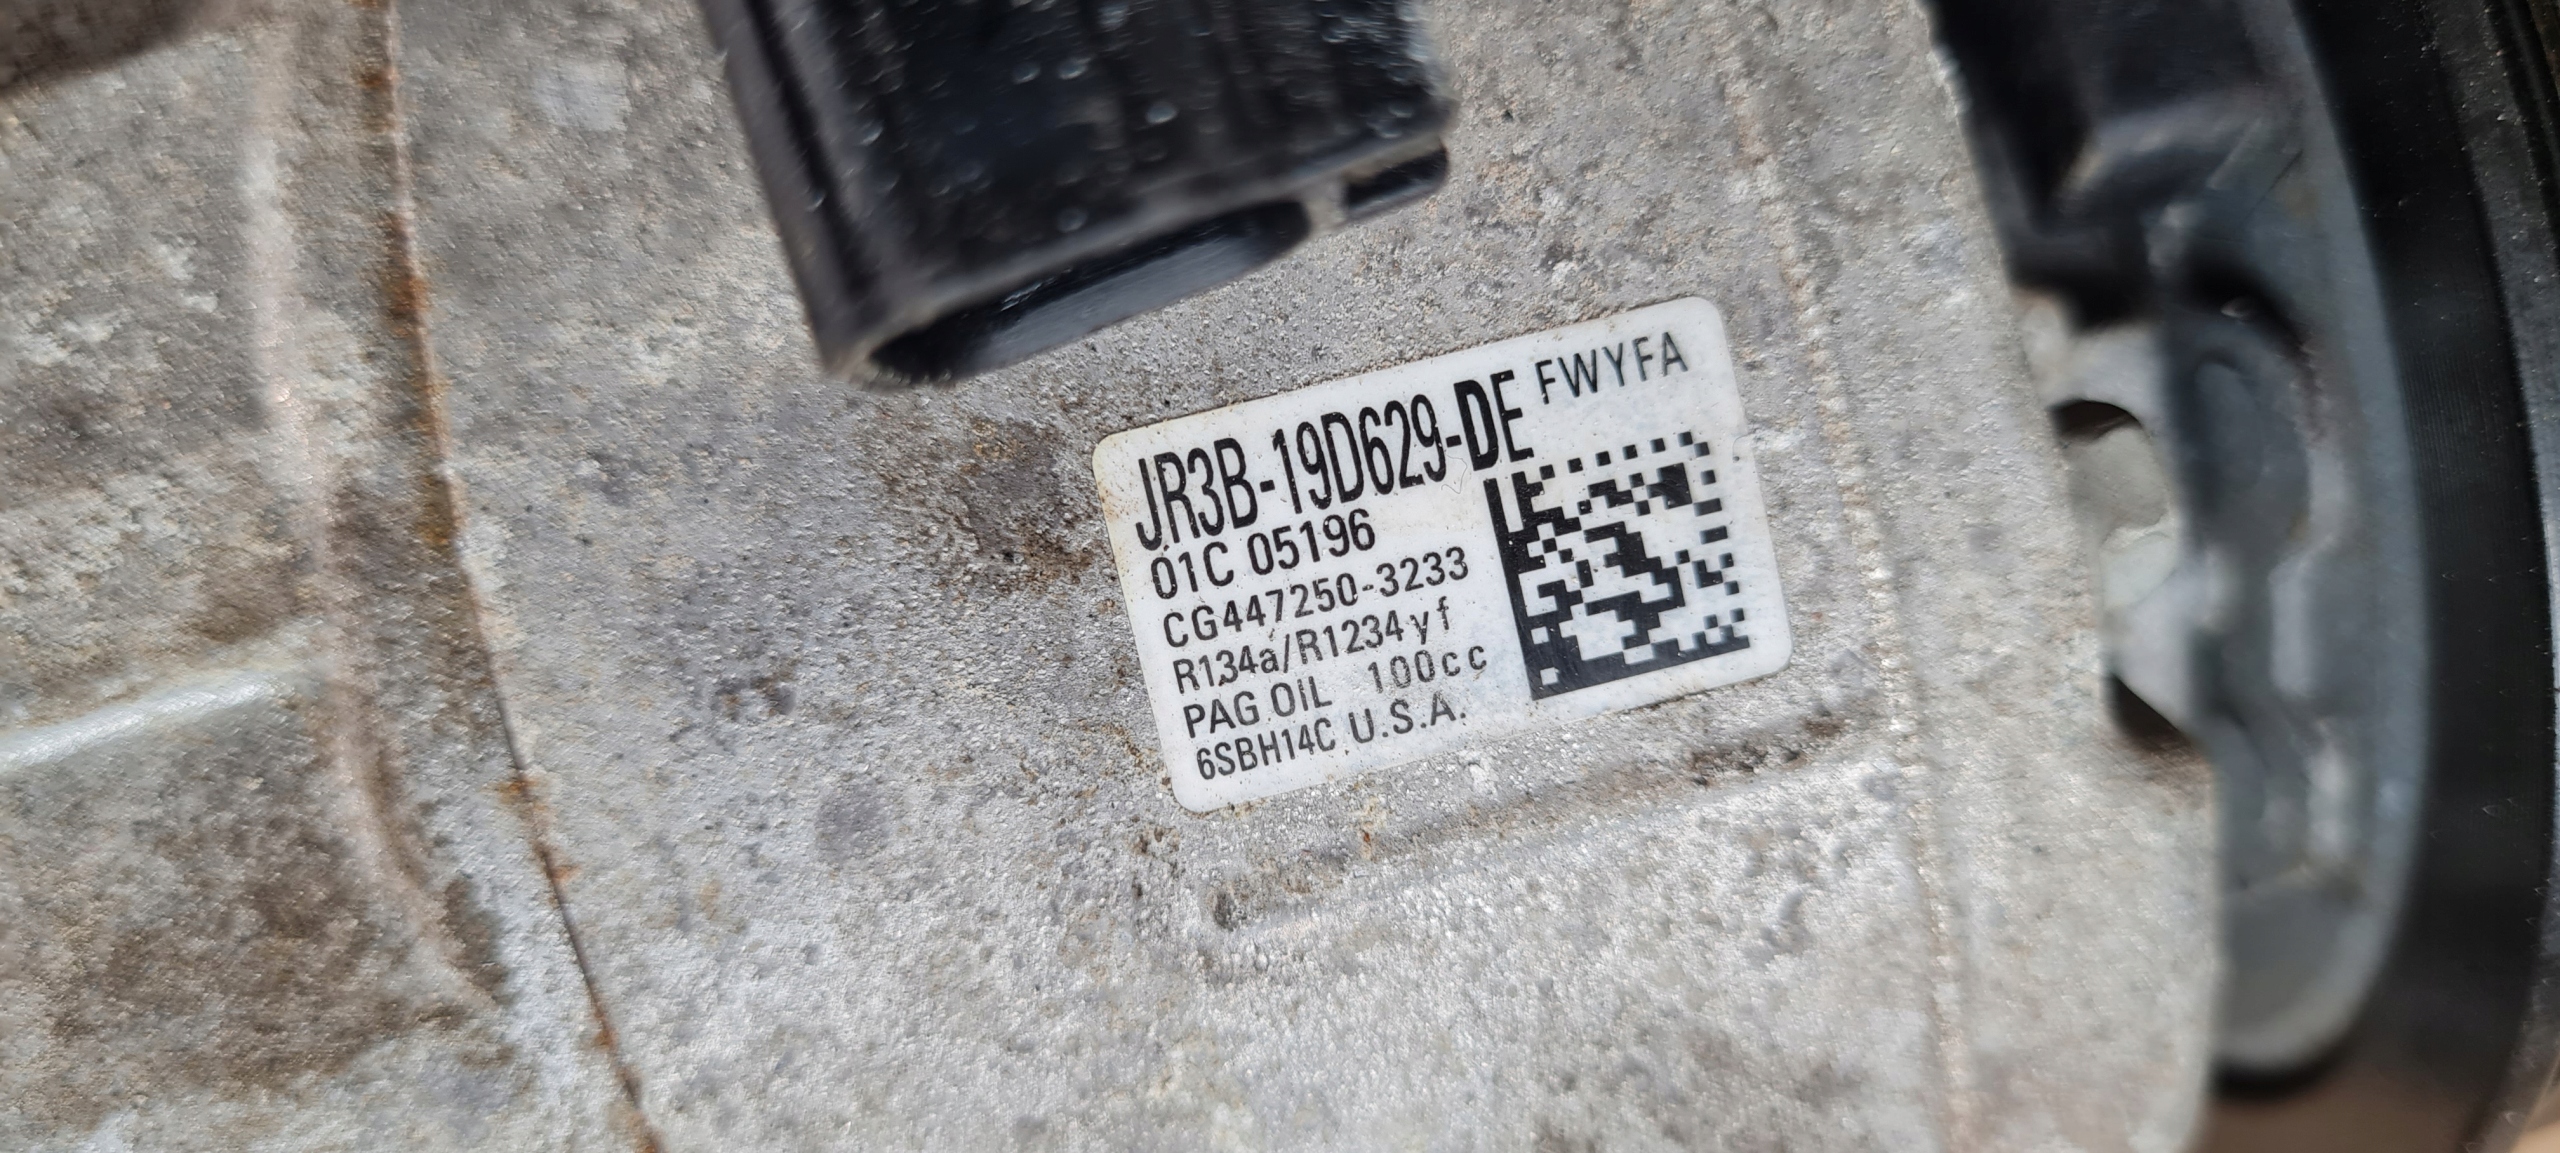 JR3B-19D629-DE FWYFA
01C 05196
CG447250-3233
R134a/R1234yf
PAG OIL 100cc
6SBH14C U.S.A.